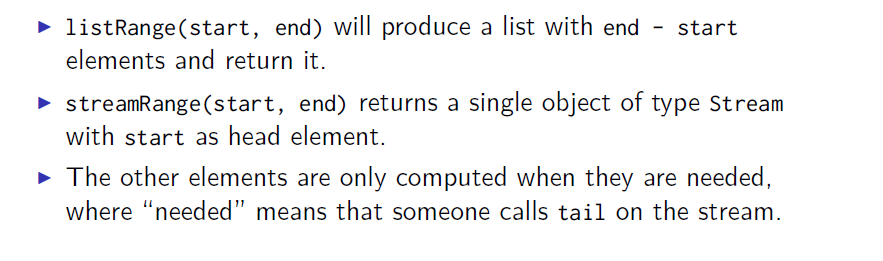 ▶ listRange(start, end) will produce a list with end - start
elements and return it.
▶ streamRange(start, end) returns a single object of type Stream
with start as head element.
▶ The other elements are only computed when they are needed,
where “needed” means that someone calls tail on the stream.